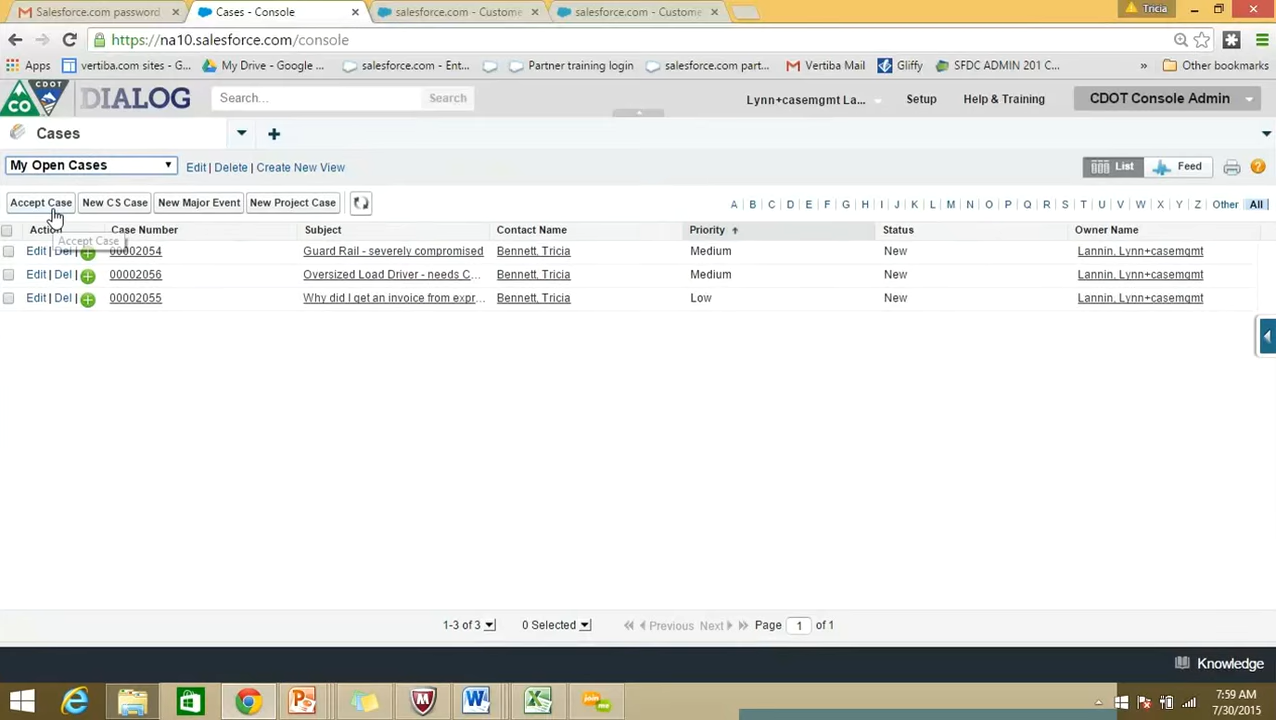 Salesforce.com password
Cases - Console
salesforce.com - Custome
salesforce.com - Custome
Tricia
https://na10.salesforce.com/console
Apps
vertiba.com sites - G...
My Drive - Google ...
salesforce.com - Ent...
Partner training login
salesforce.com part...
Vertiba Mail
Gliffy
SFDC ADMIN 201 C...
»
Other bookmarks
CO
CDOT
DIALOG
Search...
Search
Lynn+casemgmt La...
Setup
Help & Training
CDOT Console Admin
Cases
My Open Cases
Edit | Delete | Create New View
List
Feed
Accept Case
New CS Case
New Major Event
New Project Case
A B C D E F G H I J K L M N O P Q R S T U V W X Y Z Other All
Action Case Number Subject Contact Name Priority Status Owner Name
Accept Case
Edit | Del | 00002054 Guard Rail - severely compromised Bennett, Tricia Medium New Lannin, Lynn+casemgmt
Edit | Del | 00002056 Oversized Load Driver - needs C... Bennett, Tricia Medium New Lannin, Lynn+casemgmt
Edit | Del | 00002055 Why did I get an invoice from expr... Bennett, Tricia Low New Lannin, Lynn+casemgmt
1-3 of 3
0 Selected
Previous Next Page 1 of 1
Knowledge
7:59 AM
7/30/2015